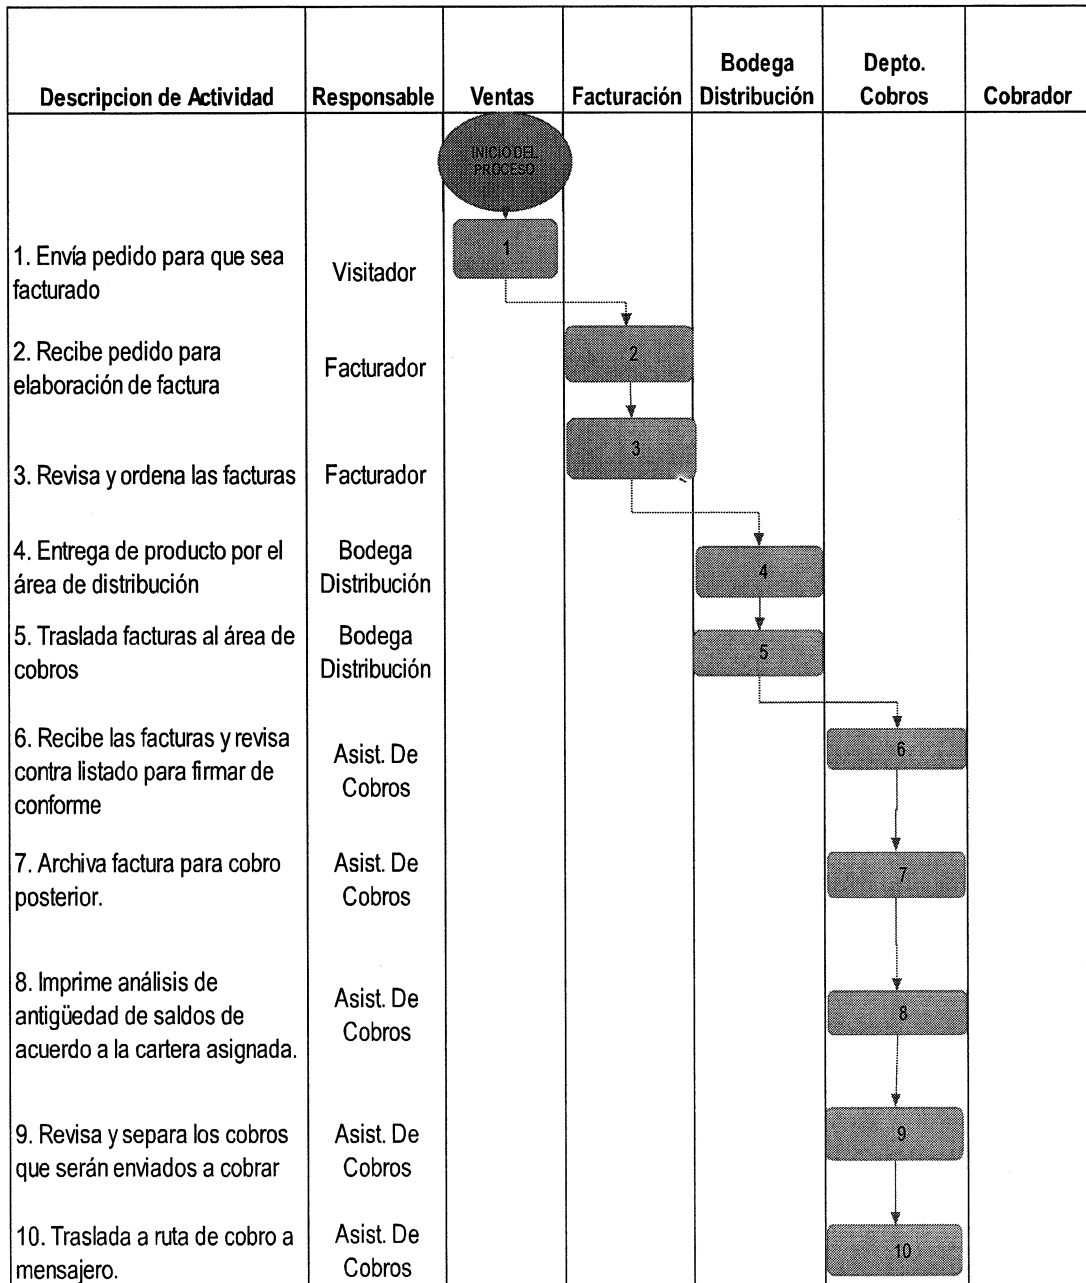 Descripcion de Actividad Responsable Ventas Facturación Bodega Distribución Depto. Cobros Cobrador
INICIO DEL
PROCESO
1. Envía pedido para que sea
facturado
Visitador
1
2. Recibe pedido para
elaboración de factura
Facturador
2
3. Revisa y ordena las facturas
Facturador
3
4. Entrega de producto por el
área de distribución
Bodega
Distribución
4
5. Traslada facturas al área de
cobros
Bodega
Distribución
5
6. Recibe las facturas y revisa
contra listado para firmar de
conforme
Asist. De
Cobros
6
7. Archiva factura para cobro
posterior.
Asist. De
Cobros
7
8. Imprime análisis de
antigüedad de saldos de
acuerdo a la cartera asignada.
Asist. De
Cobros
8
9. Revisa y separa los cobros
que serán enviados a cobrar
Asist. De
Cobros
9
10. Traslada a ruta de cobro a
mensajero.
Asist. De
Cobros
10